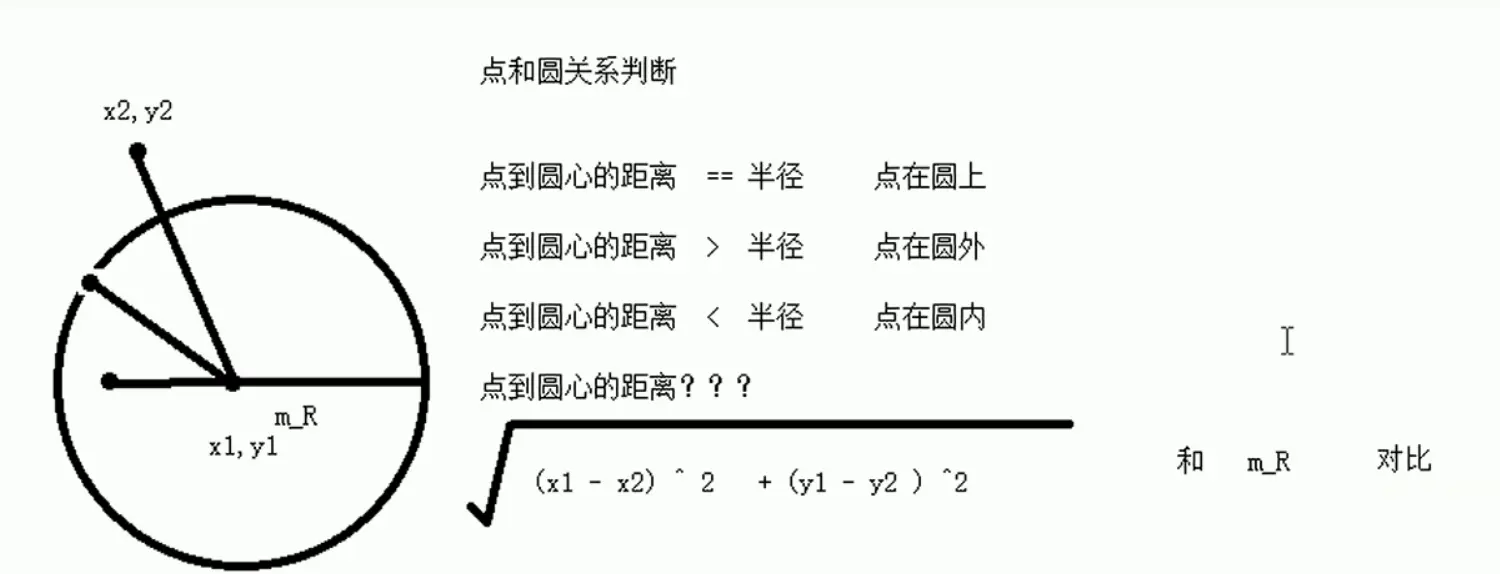 点和圆关系判断
x2,y2
点到圆心的距离 == 半径 点在圆上
点到圆心的距离 > 半径 点在圆外
点到圆心的距离 < 半径 点在圆内
点到圆心的距离？？？
m_R
x1,y1
√ (x1 - x2) ^ 2 + (y1 - y2 ) ^2 和 m_R 对比